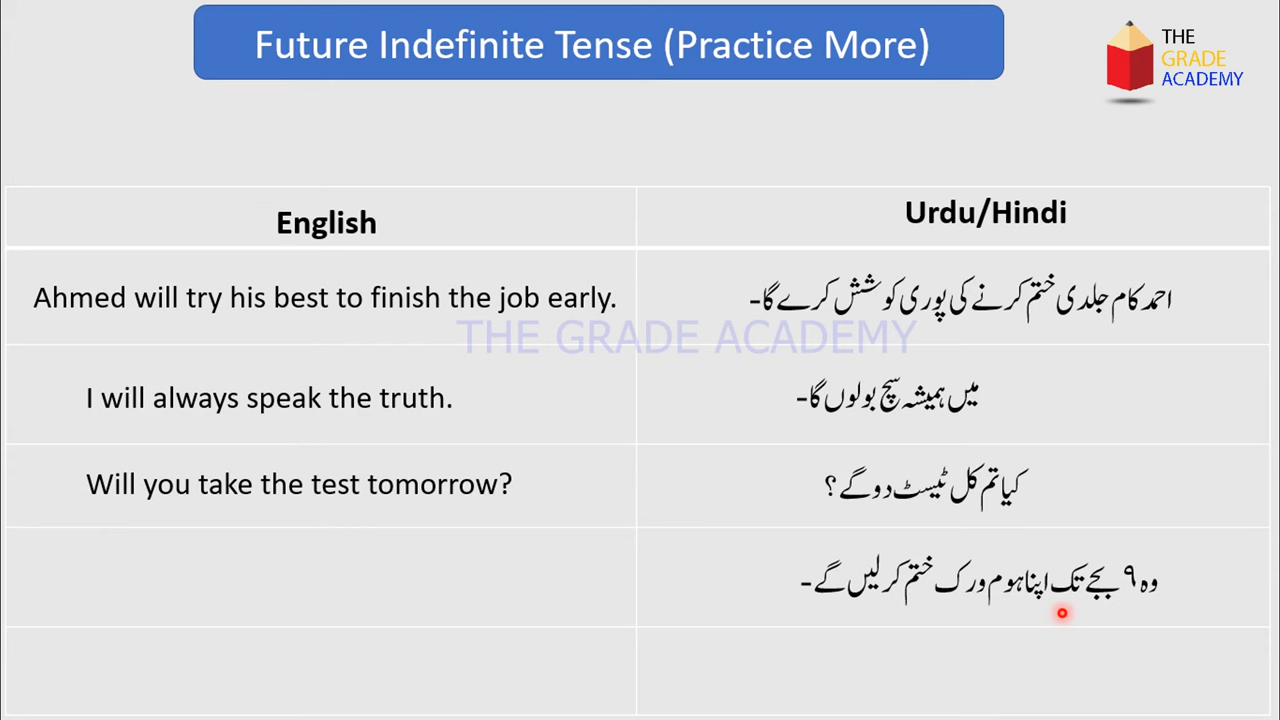 Future Indefinite Tense (Practice More)
THE
GRADE
ACADEMY
English
Urdu/Hindi
Ahmed will try his best to finish the job early.
احمد کام جلدی ختم کرنے کی پوری کوشش کرے گا-
THE GRADE ACADEMY
I will always speak the truth.
میں ہمیشہ سچ بولوں گا-
Will you take the test tomorrow?
کیا تم کل ٹیسٹ دو گے ؟
وہ ۹ بجے تک اپنا ہوم ورک ختم کر لیں گے-